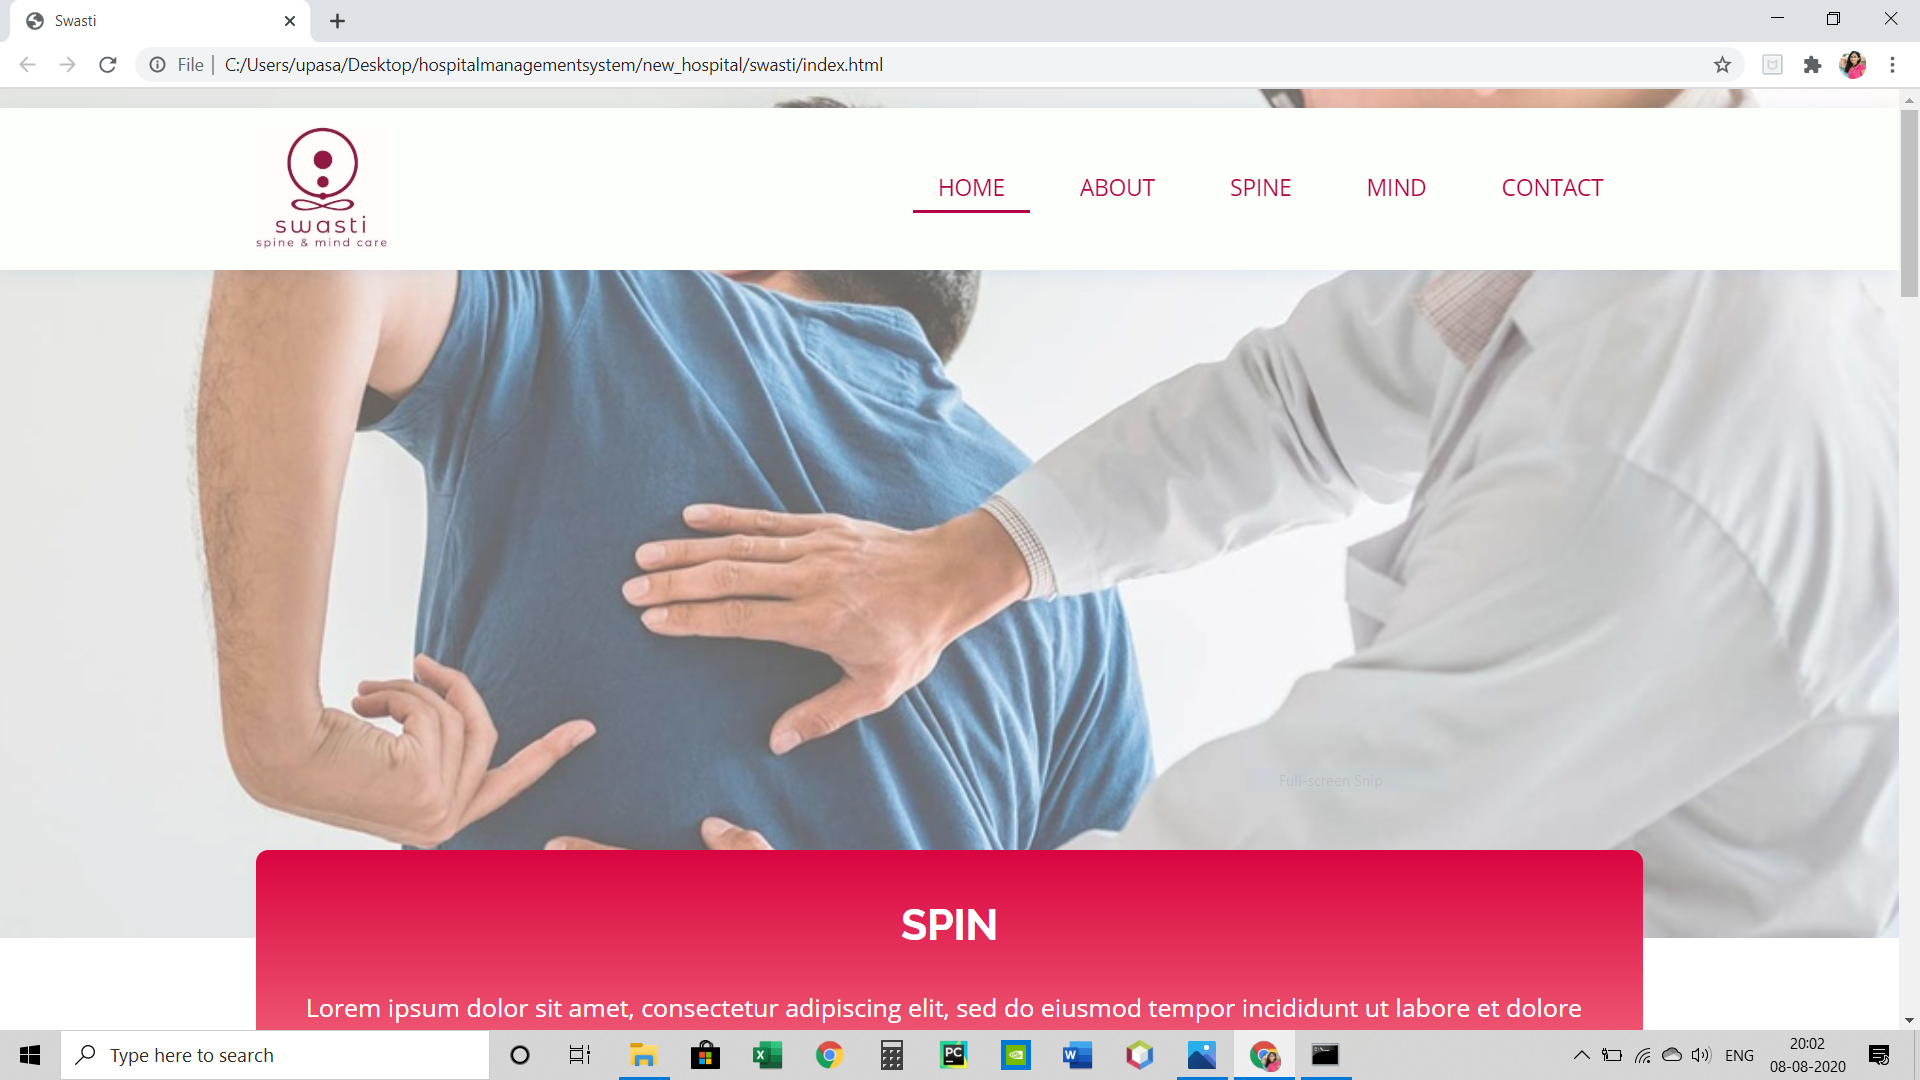 Swasti
File
C:/Users/upasa/Desktop/hospitalmanagementsystem/new_hospital/swasti/index.html
swasti
spine & mind care
HOME ABOUT SPINE MIND CONTACT
Full-screen Snip
SPIN
Lorem ipsum dolor sit amet, consectetur adipiscing elit, sed do eiusmod tempor incididunt ut labore et dolore
Type here to search
PC
ENG
20:02
08-08-2020